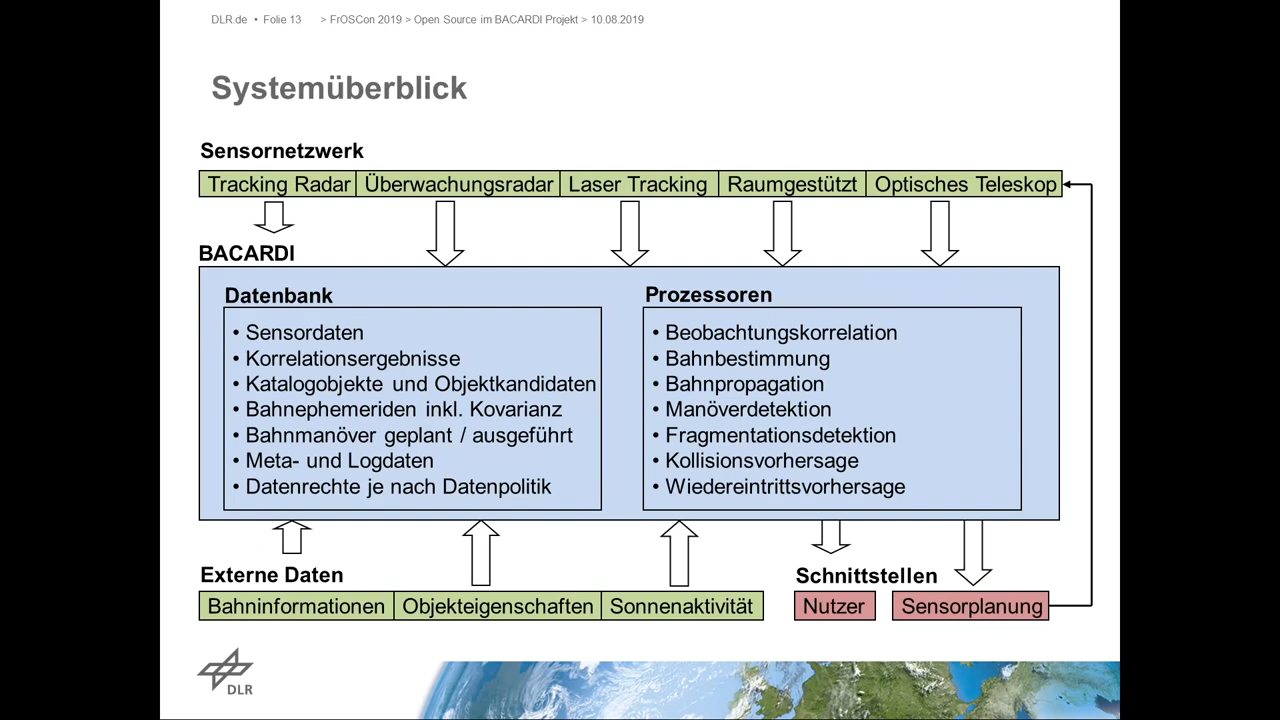 DLR.de • Folie 13 > FrOSCon 2019 > Open Source im BACARDI Projekt > 10.08.2019
Systemüberblick
Sensornetzwerk
Tracking Radar Überwachungsradar Laser Tracking Raumgestützt Optisches Teleskop
BACARDI
Datenbank
• Sensordaten
• Korrelationsergebnisse
• Katalogobjekte und Objektkandidaten
• Bahnephemeriden inkl. Kovarianz
• Bahnmanöver geplant / ausgeführt
• Meta- und Logdaten
• Datenrechte je nach Datenpolitik
Prozessoren
• Beobachtungskorrelation
• Bahnbestimmung
• Bahnpropagation
• Manöverdetektion
• Fragmentationsdetektion
• Kollisionsvorhersage
• Wiedereintrittsvorhersage
Externe Daten
Bahninformationen Objekteigenschaften Sonnenaktivität
Schnittstellen
Nutzer Sensorplanung
DLR